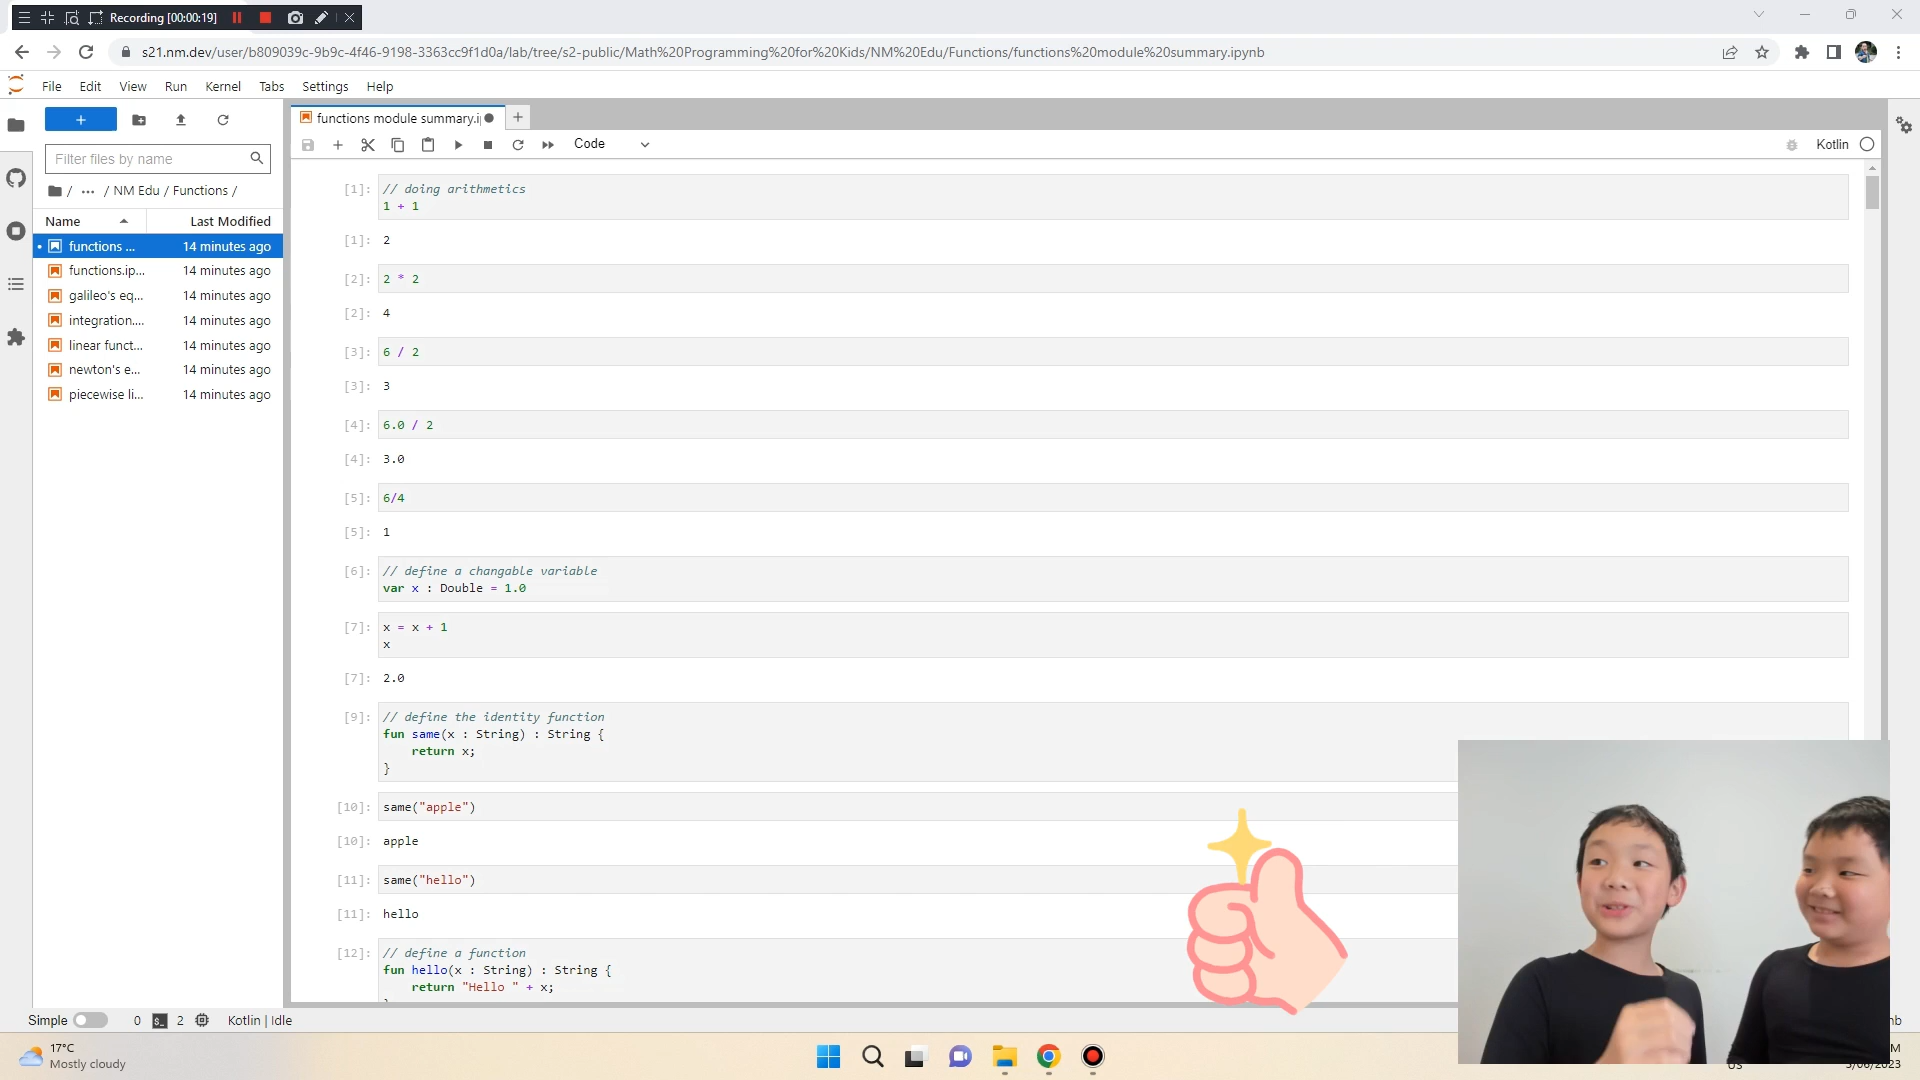 Recording [00:00:19]
s21.nm.dev/user/b809039c-9b9c-4f46-9198-3363cc9f1d0a/lab/tree/s2-public/Math%20Programming%20for%20Kids/NM%20Edu/Functions/functions%20module%20summary.ipynb
File Edit View Run Kernel Tabs Settings Help
functions module summary.i
Code
Kotlin
Filter files by name
/ ... / NM Edu / Functions /
Name Last Modified
functions ... 14 minutes ago
functions.ip... 14 minutes ago
galileo's eq... 14 minutes ago
integration.... 14 minutes ago
linear funct... 14 minutes ago
newton's e... 14 minutes ago
piecewise li... 14 minutes ago
[1]: // doing arithmetics
1 + 1
[1]: 2
[2]: 2 * 2
[2]: 4
[3]: 6 / 2
[3]: 3
[4]: 6.0 / 2
[4]: 3.0
[5]: 6/4
[5]: 1
[6]: // define a changable variable
var x : Double = 1.0
[7]: x = x + 1
x
[7]: 2.0
[9]: // define the identity function
fun same(x : String) : String {
return x;
}
[10]: same("apple")
[10]: apple
[11]: same("hello")
[11]: hello
[12]: // define a function
fun hello(x : String) : String {
return "Hello " + x;
Simple 0 2 Kotlin | Idle
17°C
Mostly cloudy